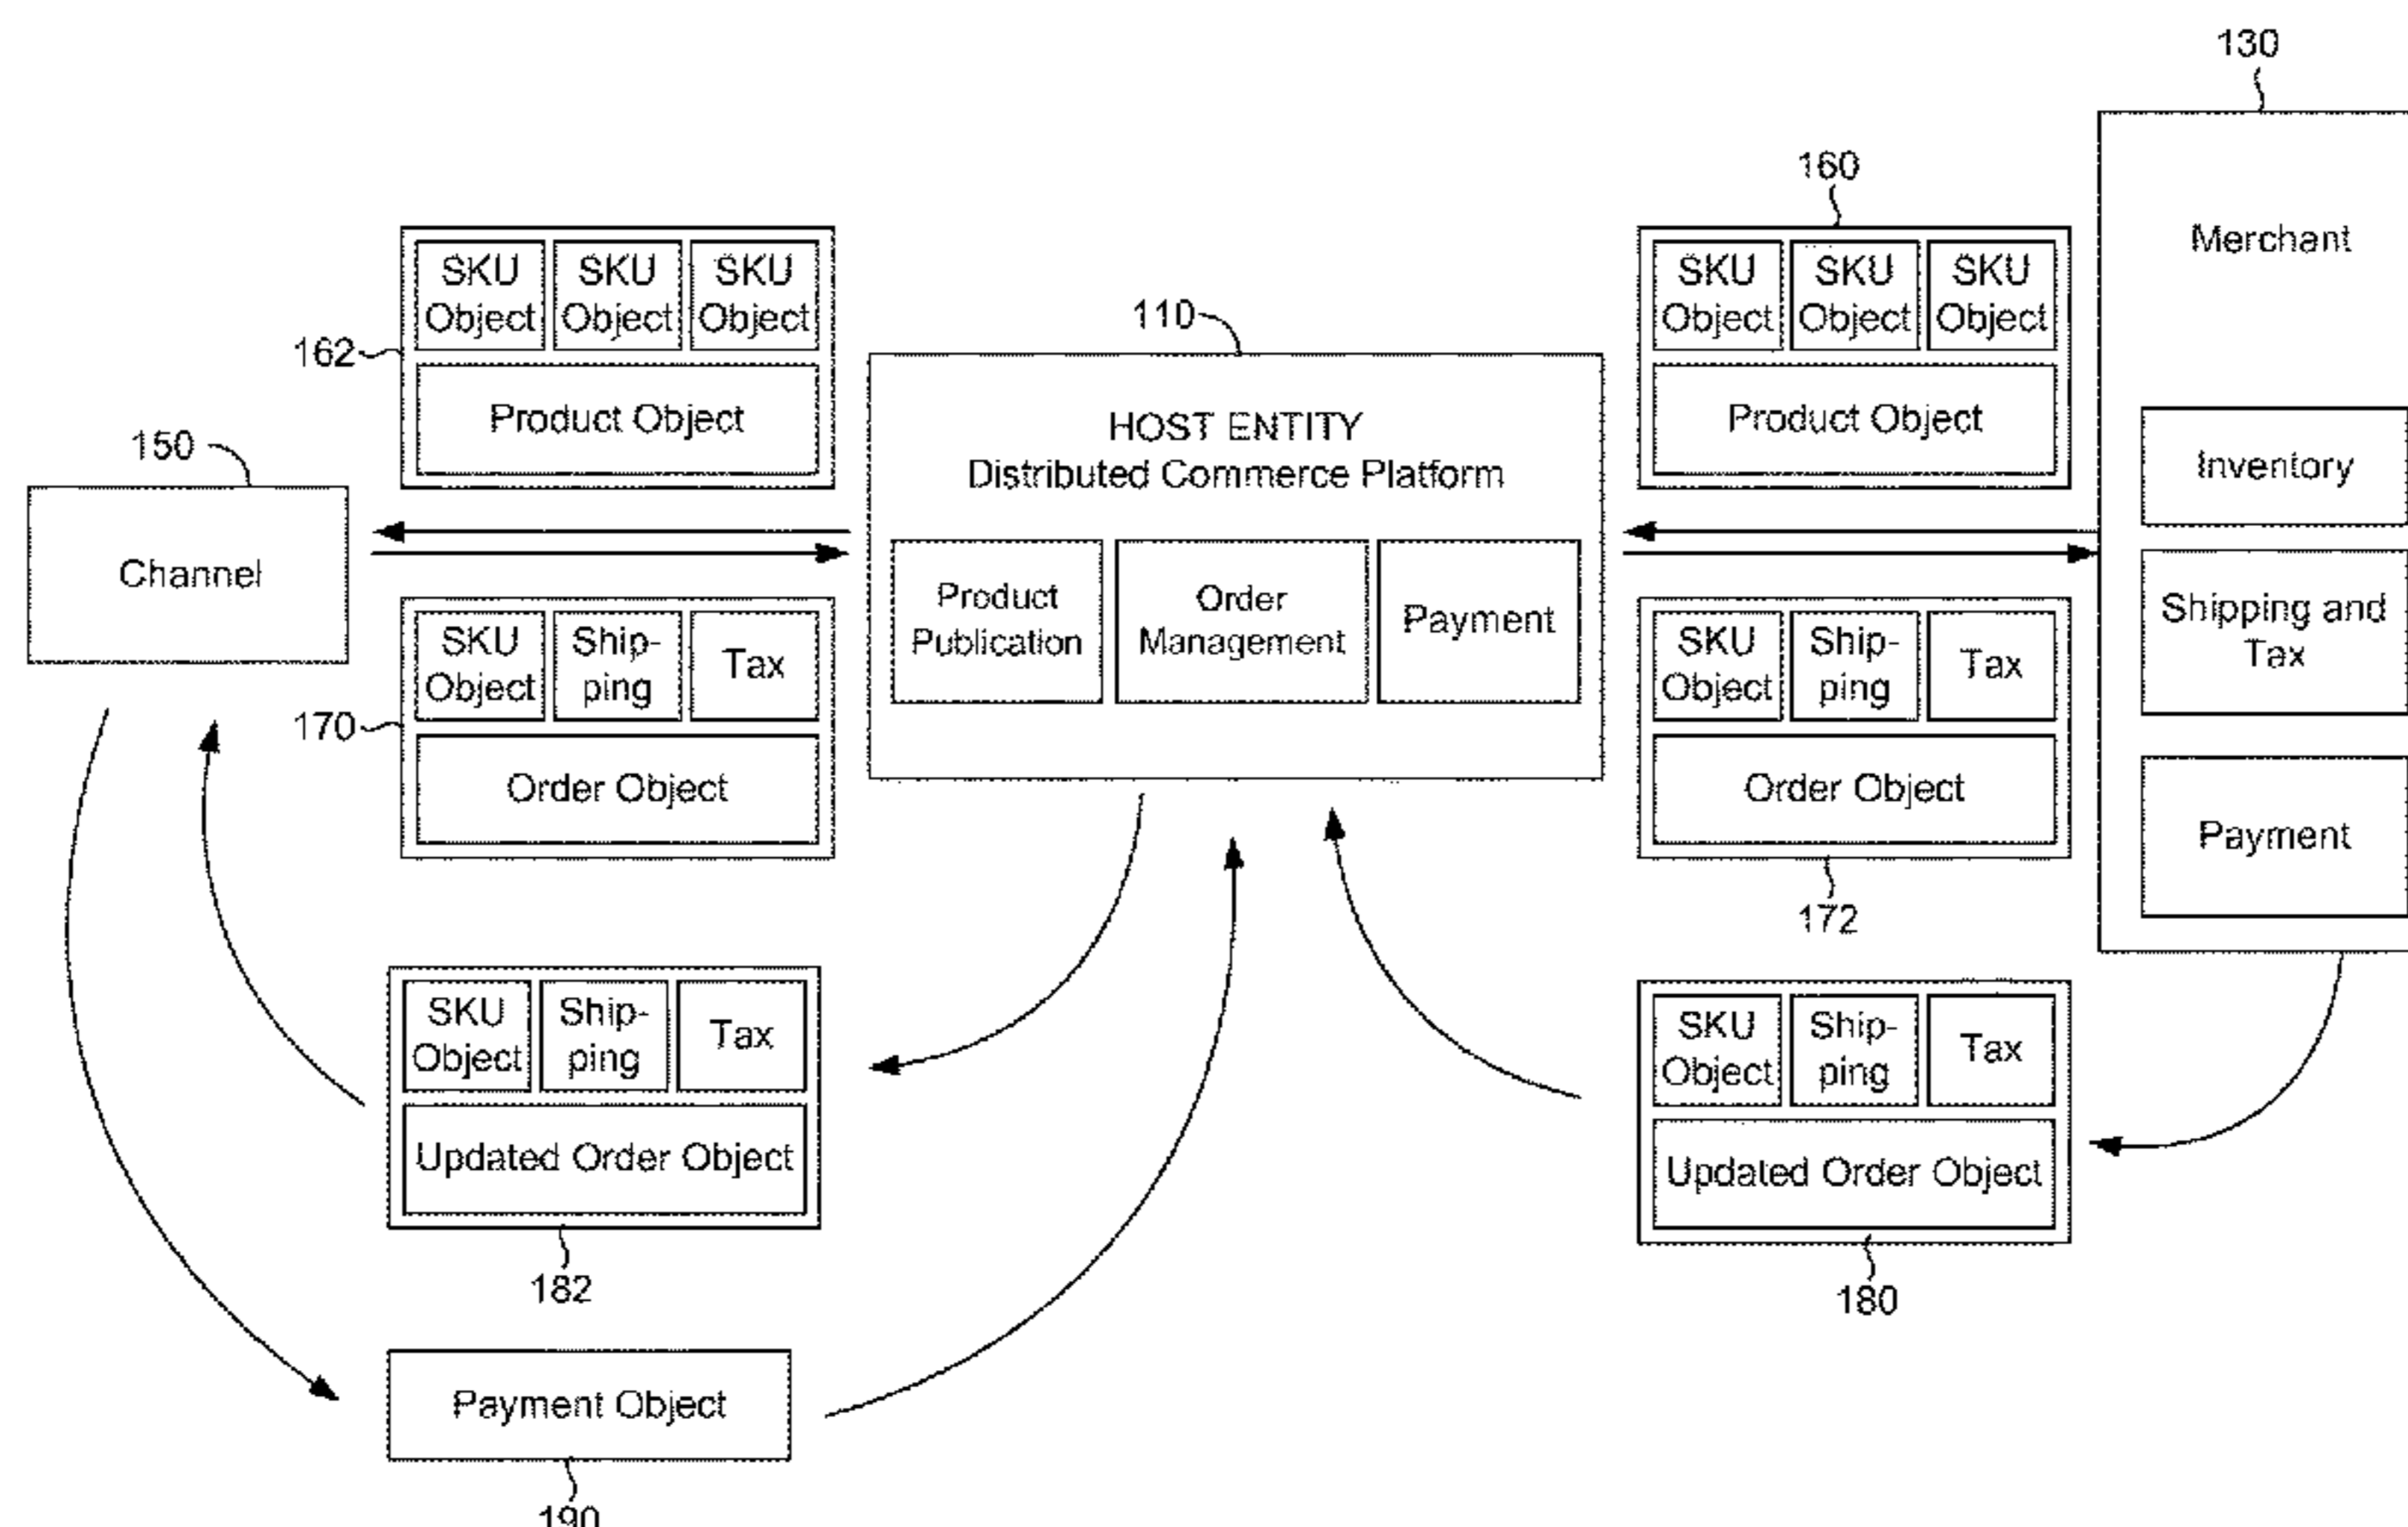 130
160
SKU
Object
SKU
Object
SKU
Object
162
Product Object
150
Channel
110
HOST ENTITY
Distributed Commerce Platform
Product
Publication
Order
Management
Payment
SKU
Object
SKU
Object
SKU
Object
Product Object
Merchant
Inventory
Shipping and
Tax
Payment
SKU
Object
Ship-
ping
Tax
170
Order Object
SKU
Object
Ship-
ping
Tax
Order Object
172
SKU
Object
Ship-
ping
Tax
Updated Order Object
182
SKU
Object
Ship-
ping
Tax
Updated Order Object
180
Payment Object
190